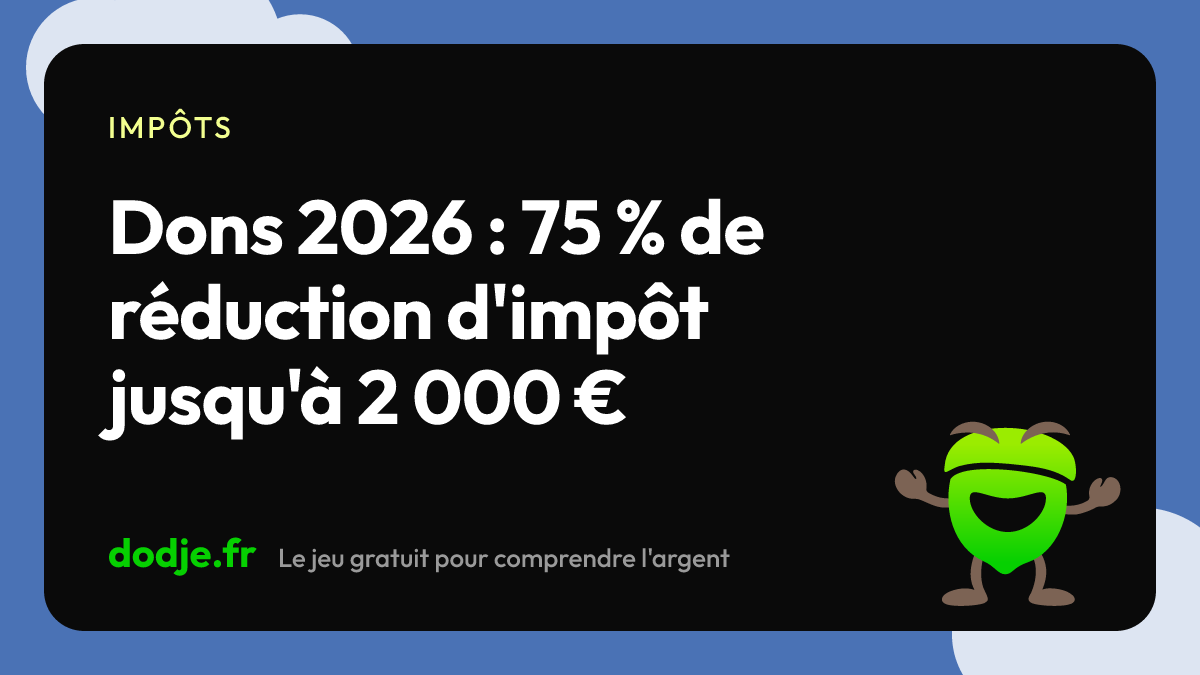 IMPÔTS
Dons 2026 : 75 % de
réduction d'impôt
jusqu'à 2 000 €
dodje.fr Le jeu gratuit pour comprendre l'argent